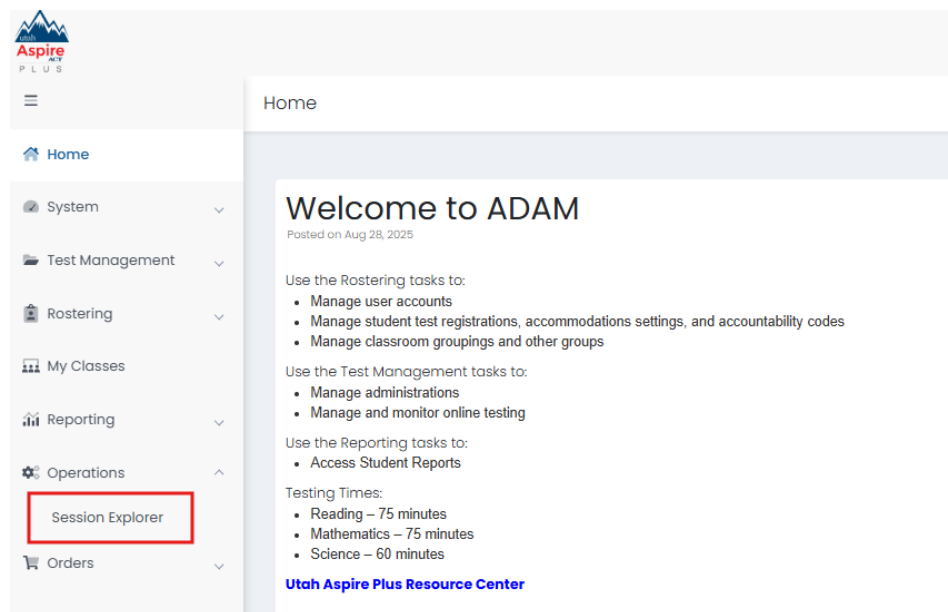 utah
Aspire
ACT
PLUS
Home
Home
System
Test Management
Rostering
My Classes
Reporting
Operations
Session Explorer
Orders
Welcome to ADAM
Posted on Aug 28, 2025
Use the Rostering tasks to:
• Manage user accounts
• Manage student test registrations, accommodations settings, and accountability codes
• Manage classroom groupings and other groups
Use the Test Management tasks to:
• Manage administrations
• Manage and monitor online testing
Use the Reporting tasks to:
• Access Student Reports
Testing Times:
• Reading – 75 minutes
• Mathematics – 75 minutes
• Science – 60 minutes
Utah Aspire Plus Resource Center